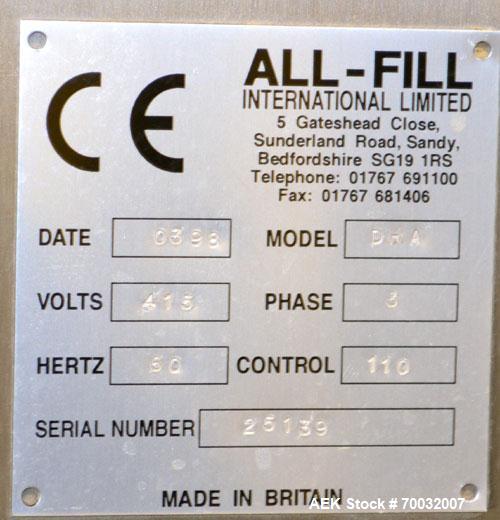 CE
ALL-FILL
INTERNATIONAL LIMITED
5 Gateshead Close,
Sunderland Road, Sandy,
Bedfordshire SG19 1RS
Telephone: 01767 691100
Fax: 01767 681406
DATE 0398 MODEL DHA
VOLTS 415 PHASE 3
HERTZ 50 CONTROL 110
SERIAL NUMBER 25139
MADE IN BRITAIN
AEK Stock # 70032007